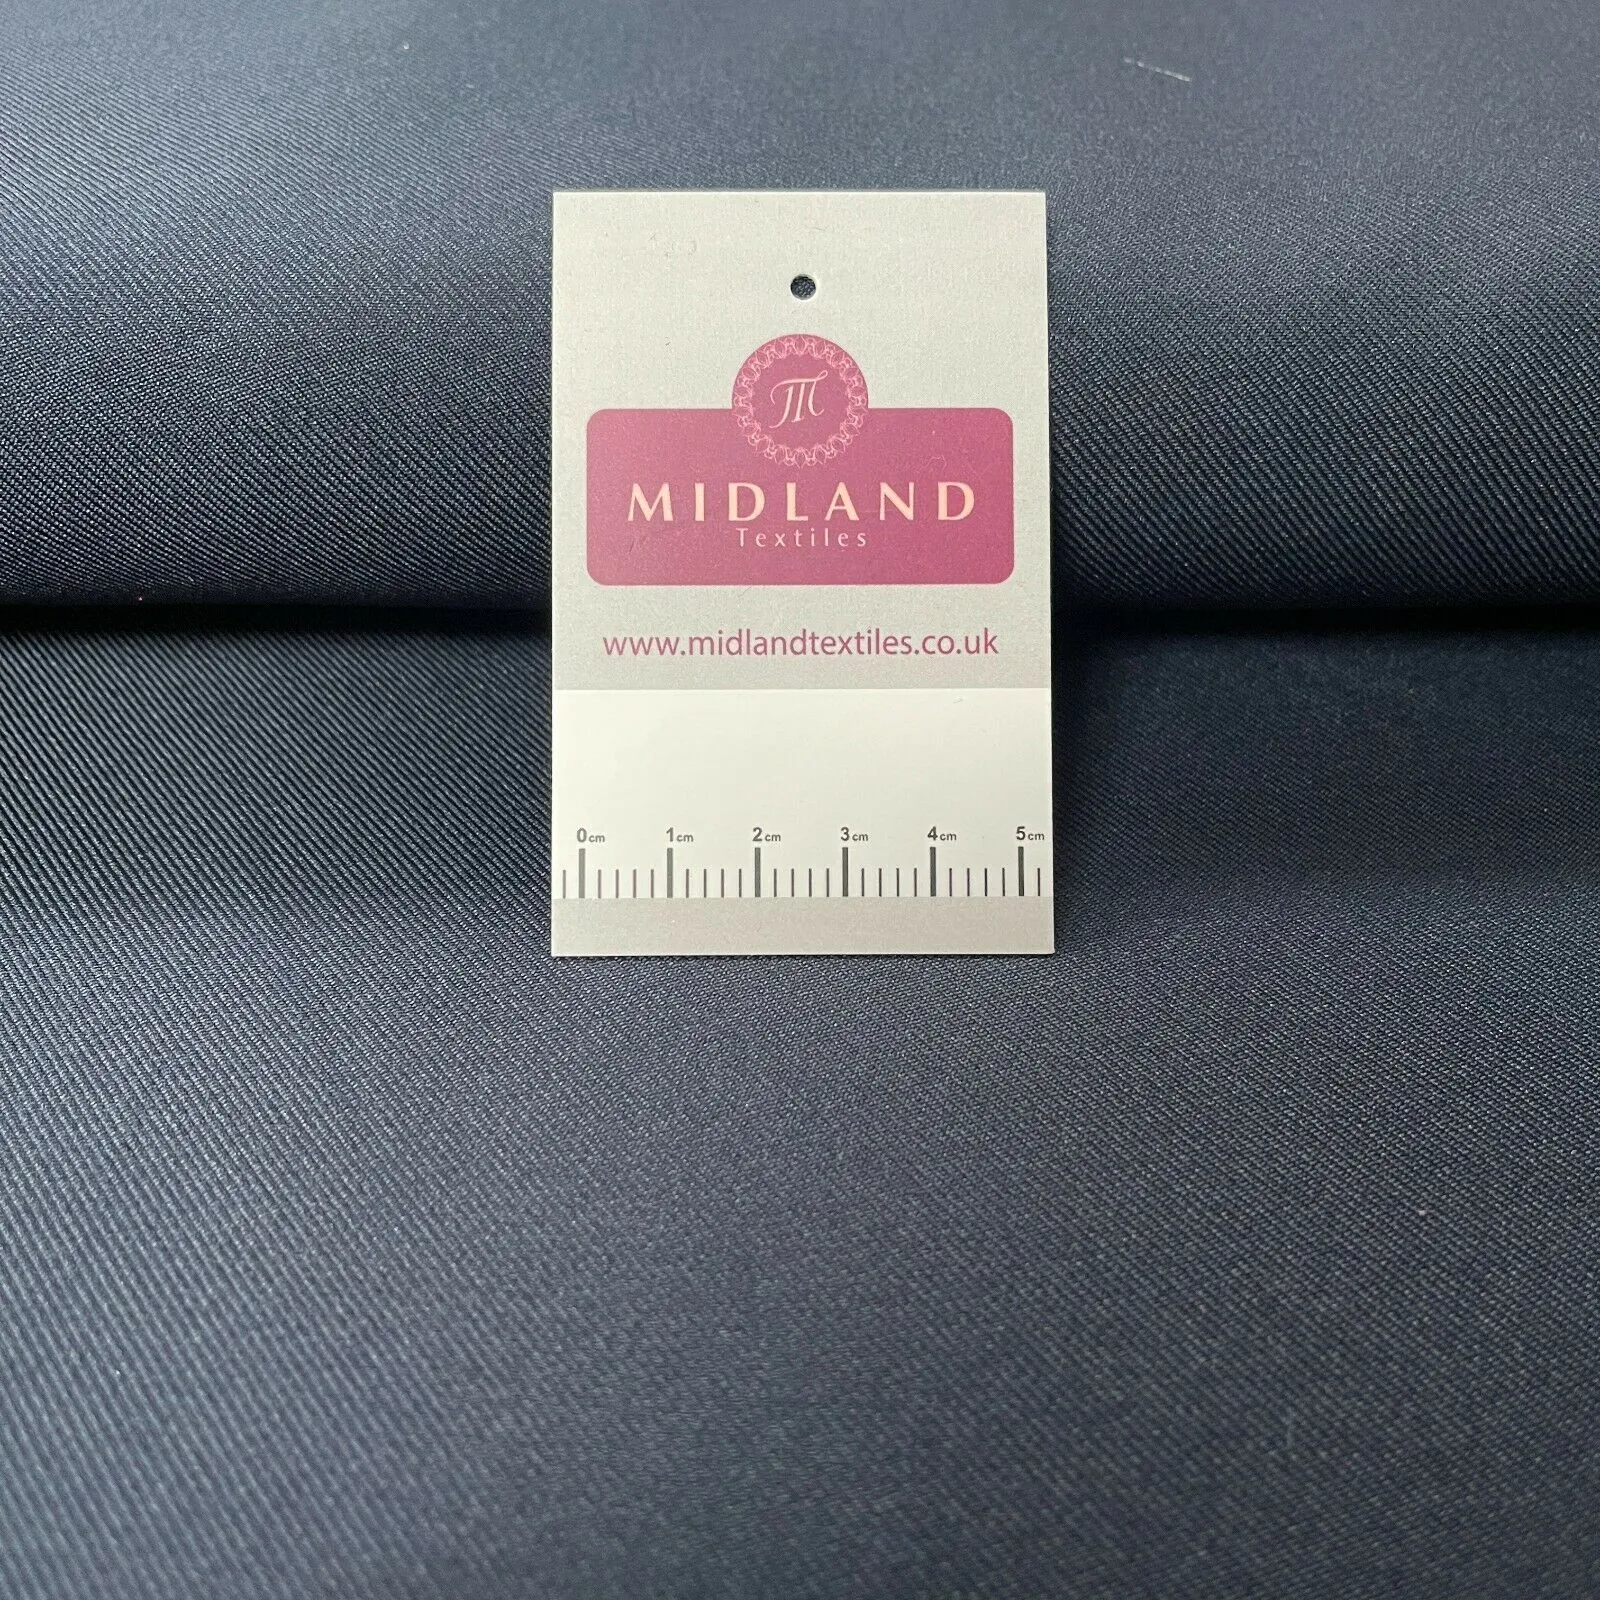 M
MIDLAND
Textiles
www.midlandtextiles.co.uk
0cm 1cm 2cm 3cm 4cm 5cm